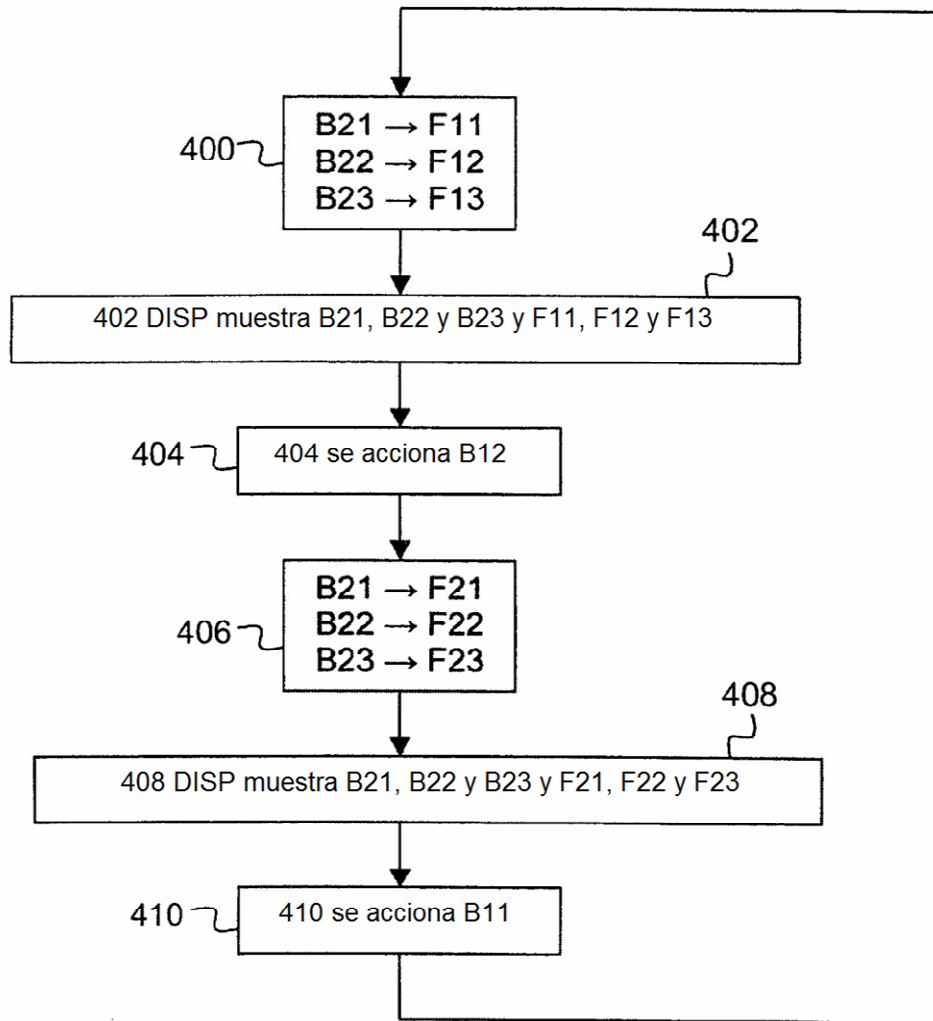 B21 → F11
400
B22 → F12
B23 → F13
402
402 DISP muestra B21, B22 y B23 y F11, F12 y F13
404
404 se acciona B12
B21 → F21
B22 → F22
406
B23 → F23
408
408 DISP muestra B21, B22 y B23 y F21, F22 y F23
410
410 se acciona B11